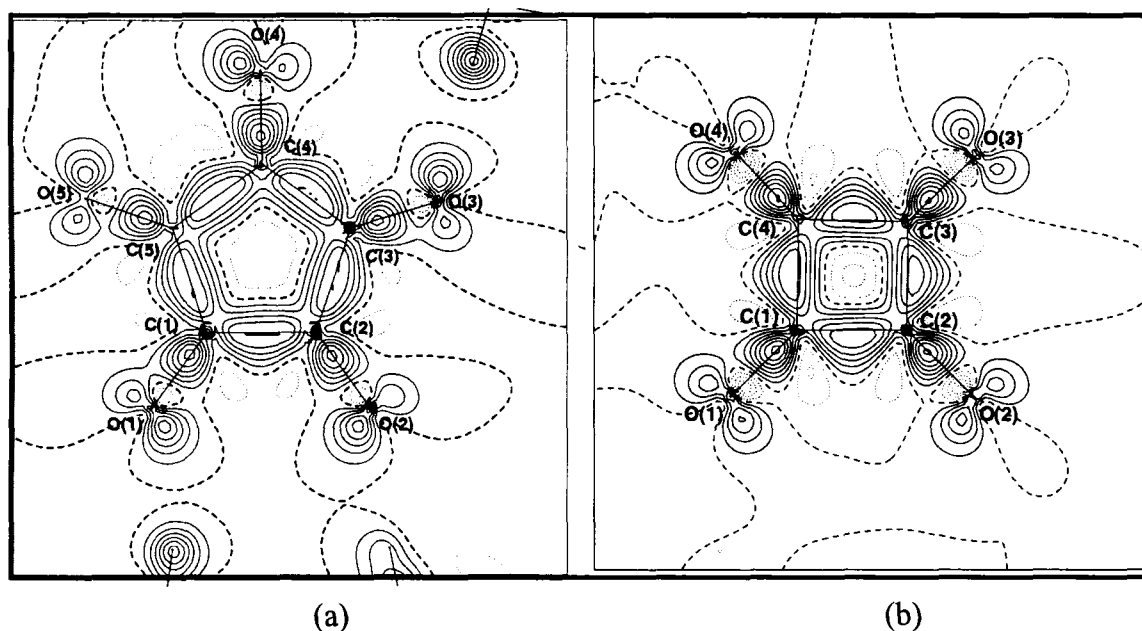 O(4)
C(4)
O(5)
O(3)
C(5)
C(3)
C(1)
C(2)
O(1)
O(2)
(a)
O(4)
O(3)
C(4)
C(3)
C(1)
C(2)
O(1)
O(2)
(b)